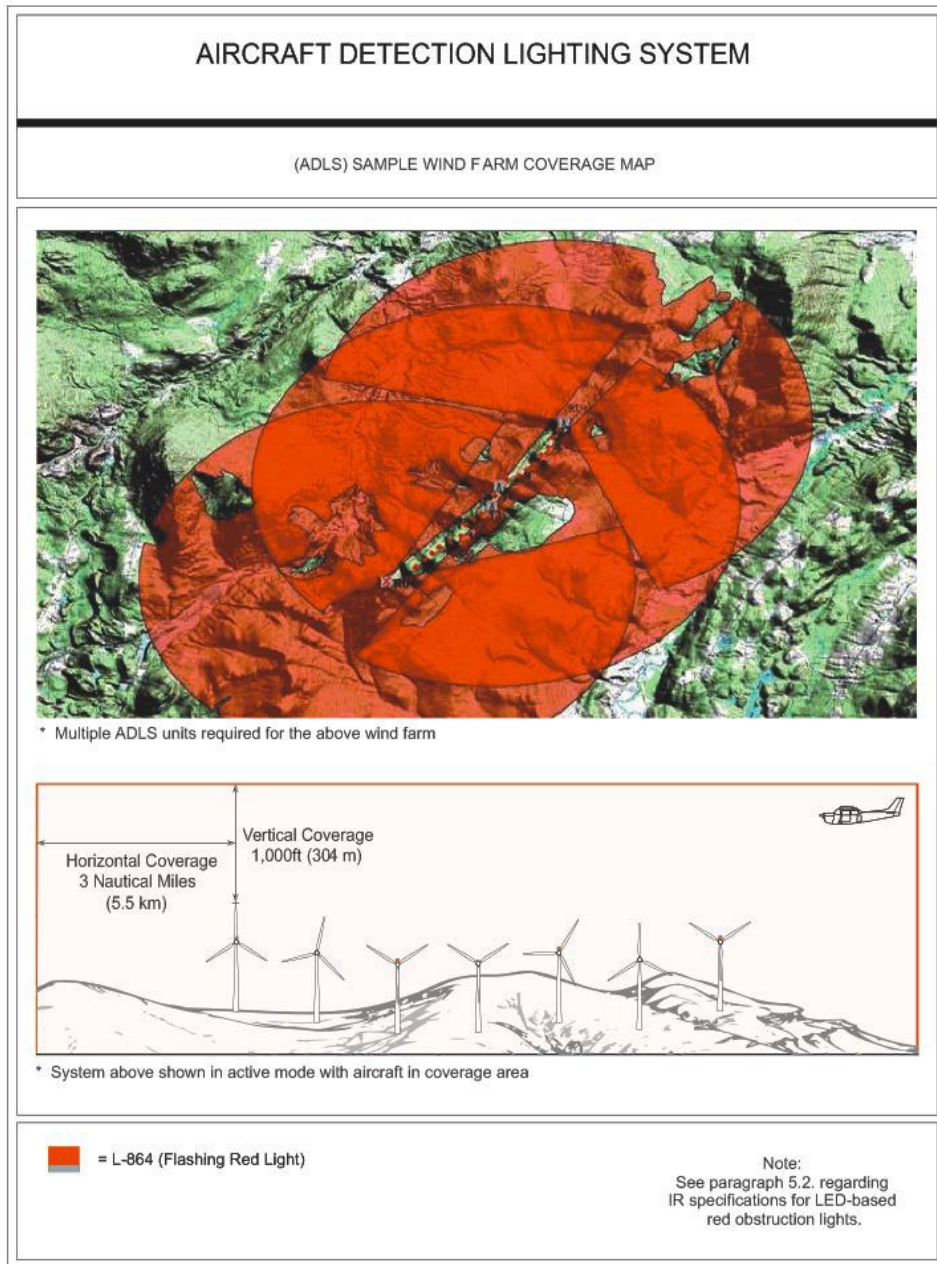 AIRCRAFT DETECTION LIGHTING SYSTEM
(ADLS) SAMPLE WIND FARM COVERAGE MAP
* Multiple ADLS units required for the above wind farm
Vertical Coverage
1,000ft (304 m)
Horizontal Coverage
3 Nautical Miles
(5.5 km)
* System above shown in active mode with aircraft in coverage area
= L-864 (Flashing Red Light)
Note:
See paragraph 5.2. regarding
IR specifications for LED-based
red obstruction lights.